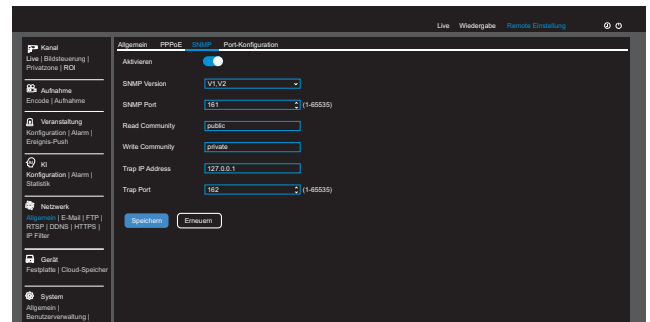 Live Wiedergabe Remote Einstellung
Kanal
Live | Bildsteuerung |
Privatzone | ROI
Aufnahme
Encode | Aufnahme
Veranstaltung
Konfiguration | Alarm |
Ereignis-Push
KI
Konfiguration | Alarm |
Statistik
Netzwerk
Allgemein | E-Mail | FTP |
RTSP | DDNS | HTTPS |
IP Filter
Gerät
Festplatte | Cloud-Speicher
System
Allgemein |
Benutzerverwaltung |
Allgemein PPPoE SNMP Port-Konfiguration
Aktivieren
SNMP Version V1,V2
SNMP Port 161 (1-65535)
Read Community public
Write Community private
Trap IP Address 127.0.0.1
Trap Port 162 (1-65535)
Speichern Erneuern